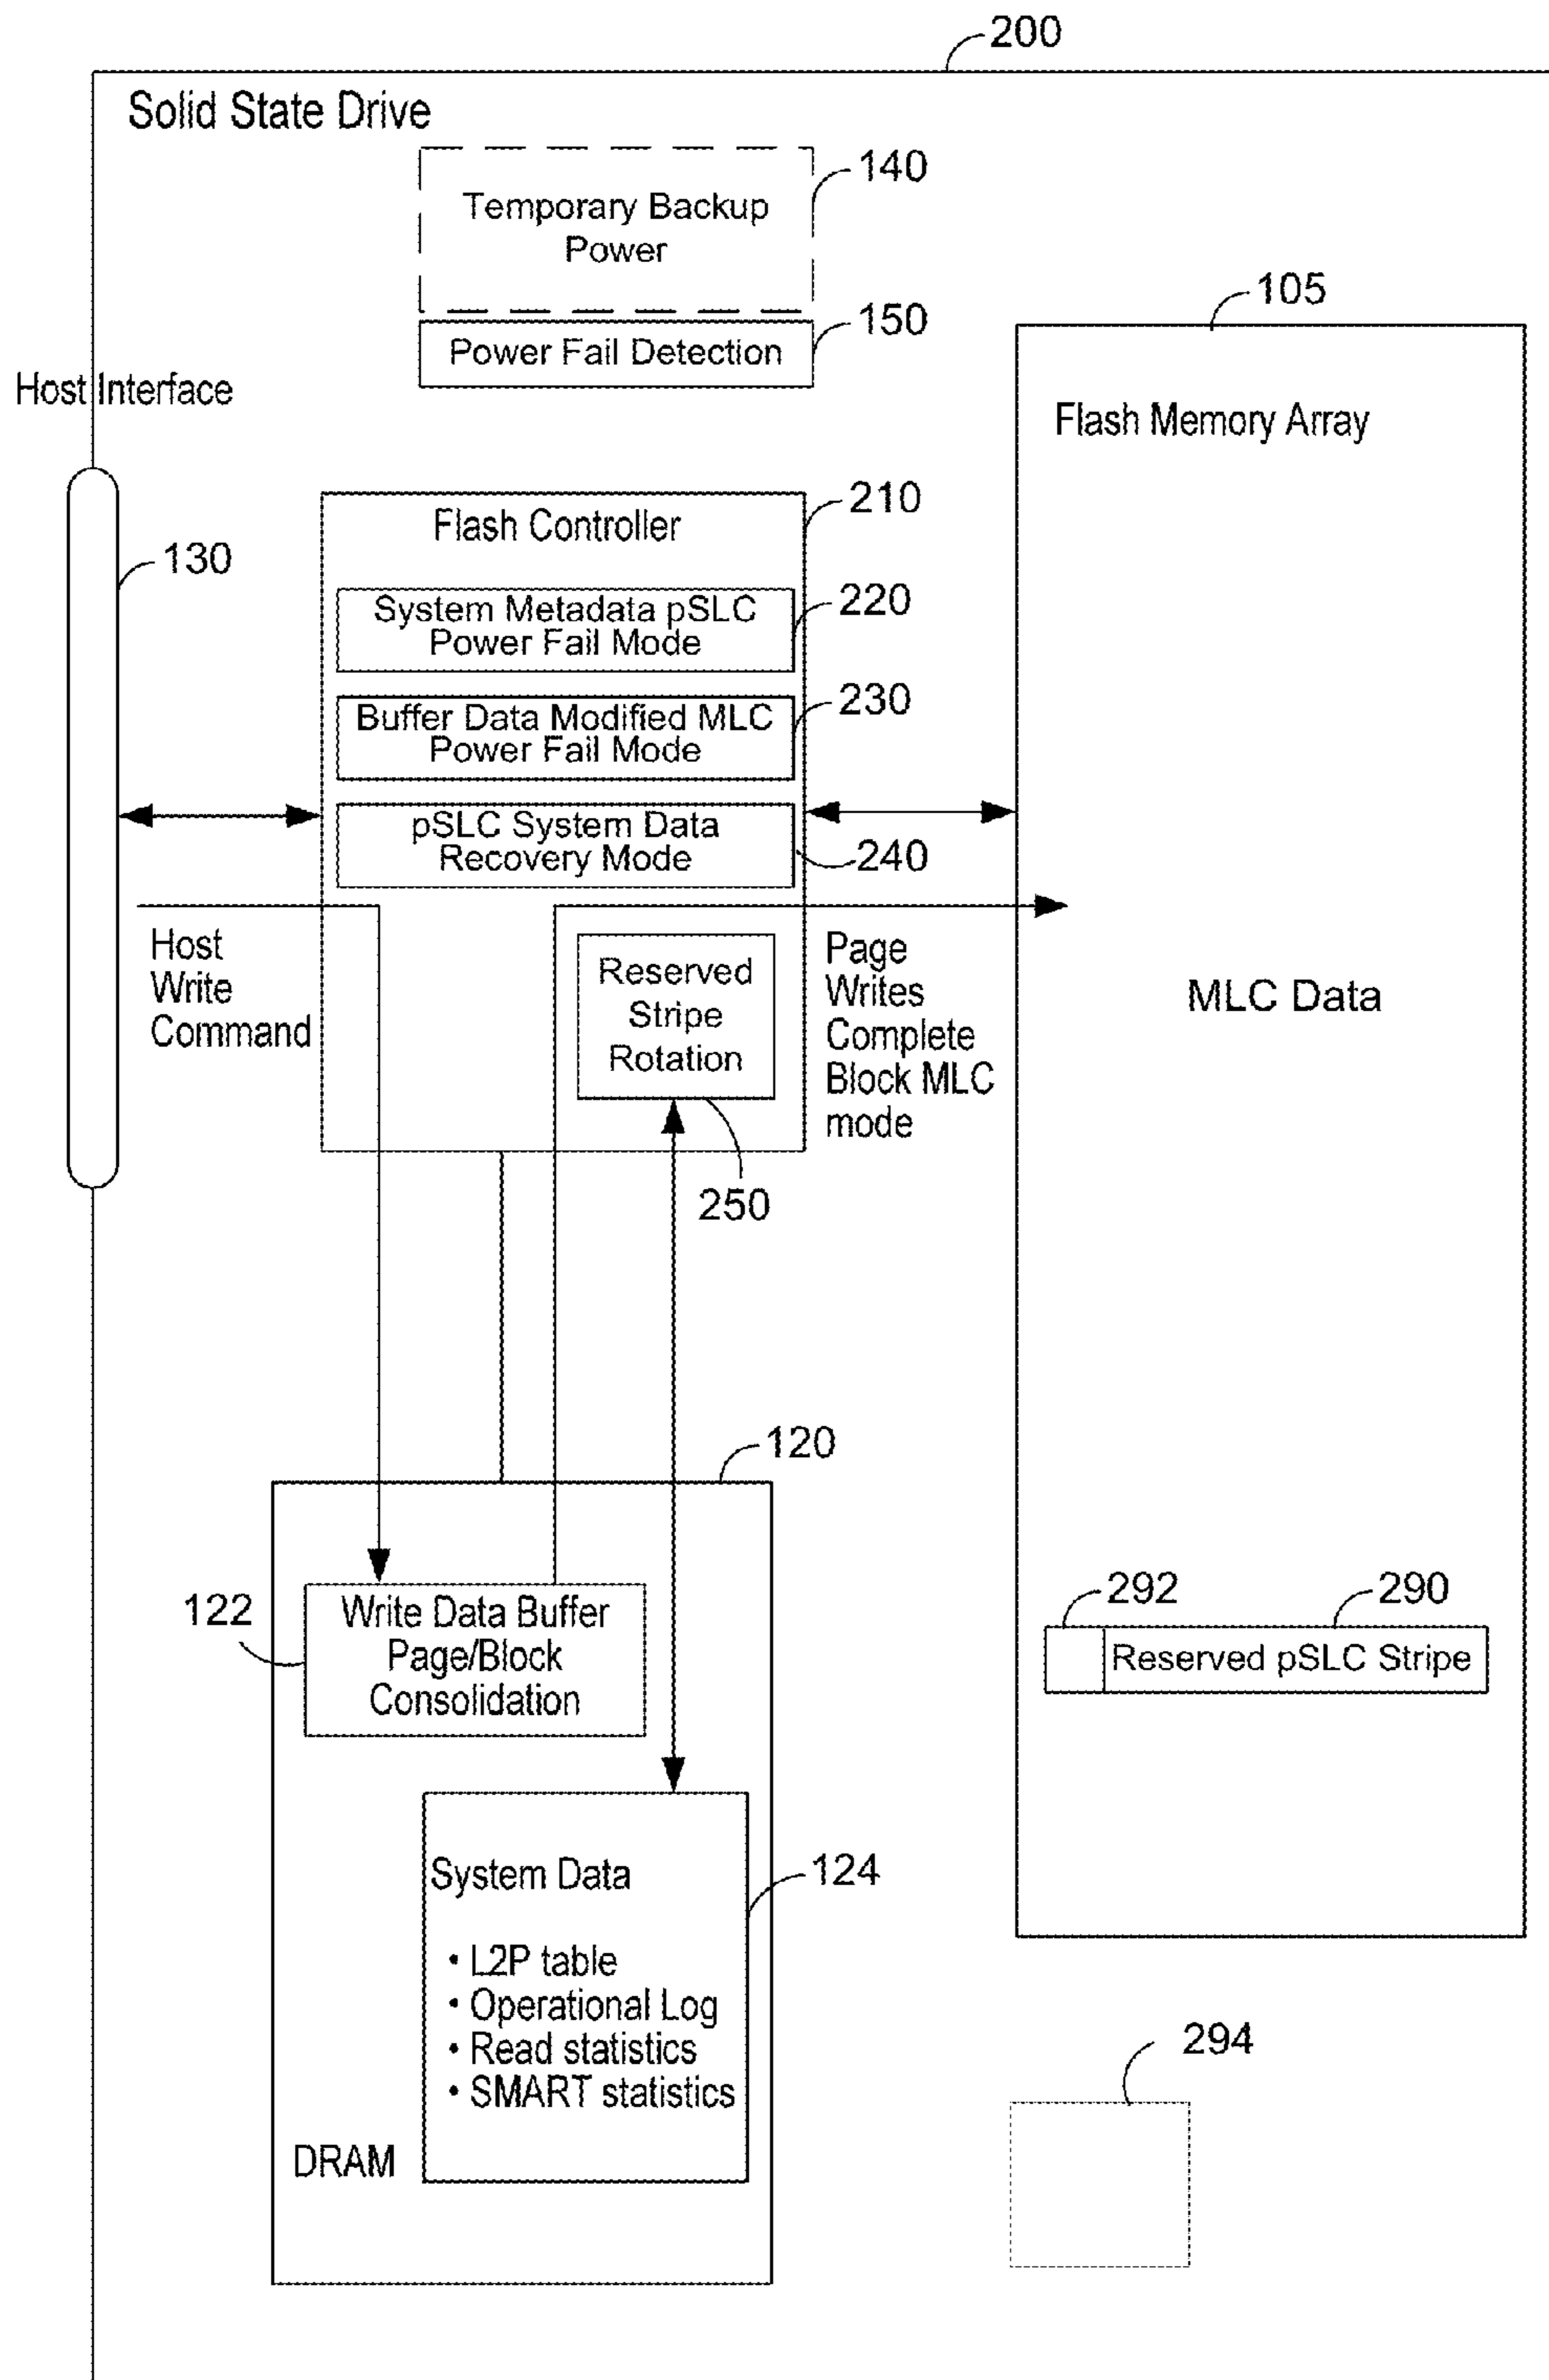 200
Solid State Drive
140
Temporary Backup
Power
105
150
Power Fail Detection
Host Interface
Flash Memory Array
210
Flash Controller
130
System Metadata pSLC
Power Fail Mode
220
Buffer Data Modified MLC
Power Fail Mode
230
pSLC System Data
Recovery Mode
240
Host
Write
Command
Reserved
Stripe
Rotation
Page
Writes
Complete
Block MLC
mode
MLC Data
250
120
122
Write Data Buffer
Page/Block
Consolidation
292
290
Reserved pSLC Stripe
System Data
124
• L2P table
• Operational Log
• Read statistics
• SMART statistics
DRAM
294